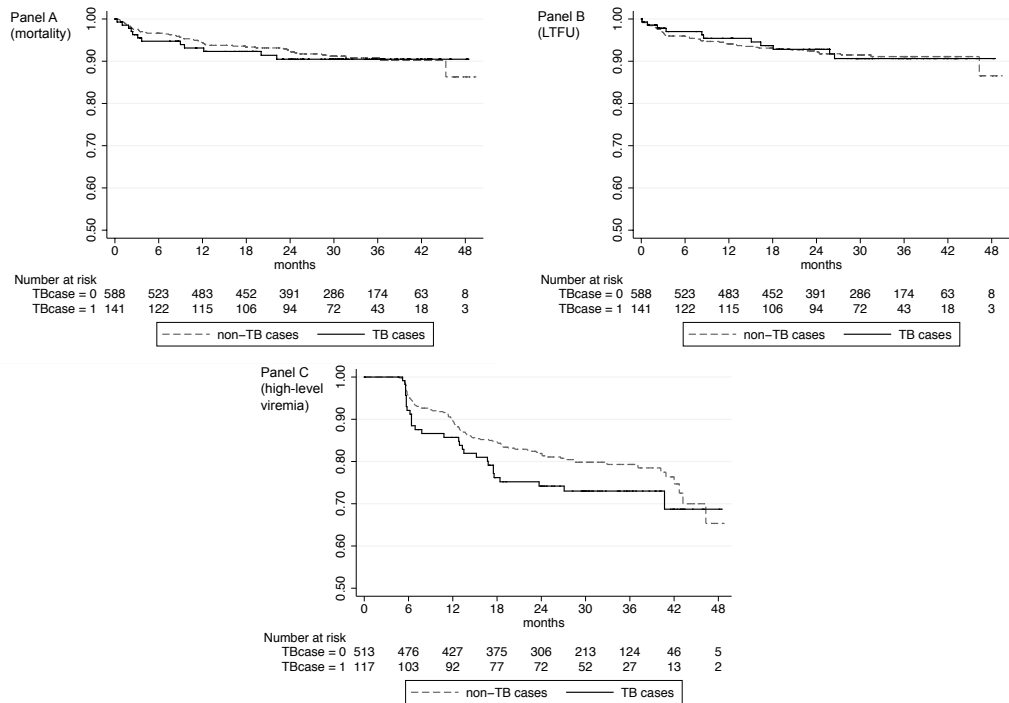 Panel A
(mortality)
1.00
0.90
0.80
0.70
0.60
0.50
0 6 12 18 24 30 36 42 48
months
Number at risk
TBcase = 0 588 523 483 452 391 286 174 63 8
TBcase = 1 141 122 115 106 94 72 43 18 3
non−TB cases TB cases
Panel B
(LTFU)
1.00
0.90
0.80
0.70
0.60
0.50
0 6 12 18 24 30 36 42 48
months
Number at risk
TBcase = 0 588 523 483 452 391 286 174 63 8
TBcase = 1 141 122 115 106 94 72 43 18 3
non−TB cases TB cases
Panel C
(high-level
viremia)
1.00
0.90
0.80
0.70
0.60
0.50
0 6 12 18 24 30 36 42 48
months
Number at risk
TBcase = 0 513 476 427 375 306 213 124 46 5
TBcase = 1 117 103 92 77 72 52 27 13 2
non−TB cases TB cases